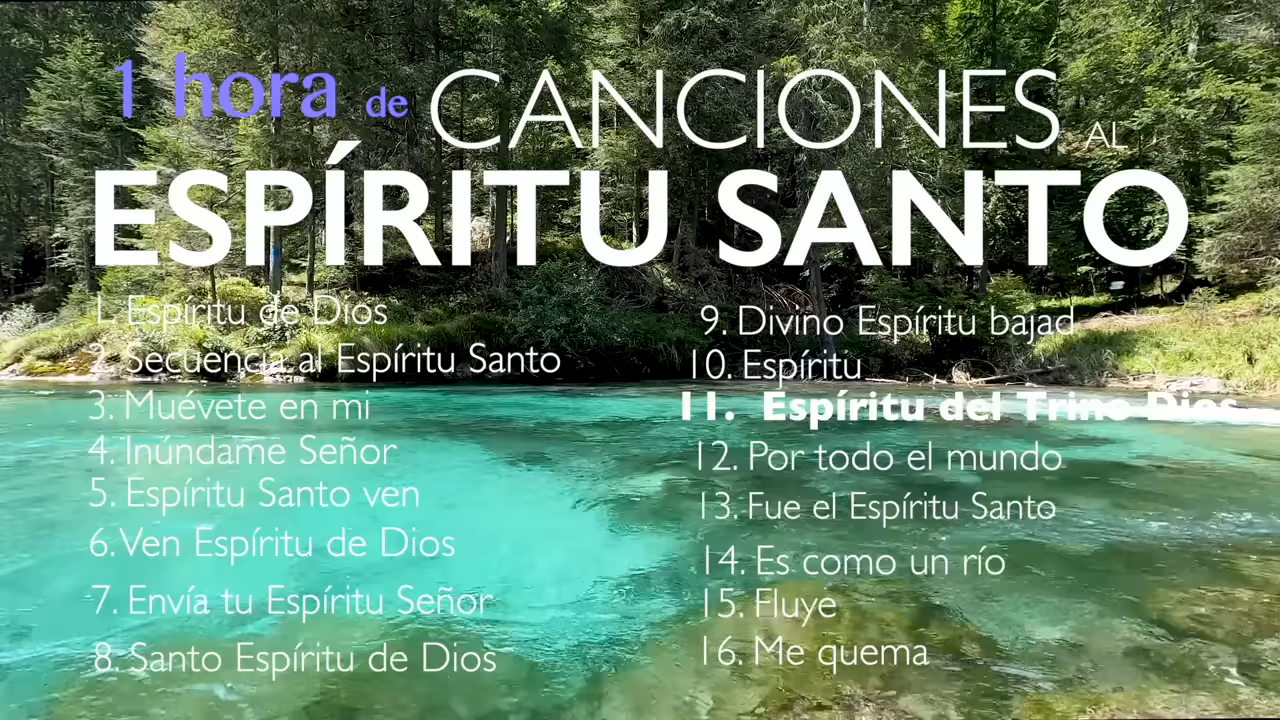 1 hora de CANCIONES AL
ESPÍRITU SANTO
1. Espíritu de Dios
2. Secuencia al Espíritu Santo
3. Muévete en mi
4. Inúndame Señor
5. Espíritu Santo ven
6. Ven Espíritu de Dios
7. Envía tu Espíritu Señor
8. Santo Espíritu de Dios
9. Divino Espíritu bajad
10. Espíritu
11. Espíritu del Trino Dios
12. Por todo el mundo
13. Fue el Espíritu Santo
14. Es como un río
15. Fluye
16. Me quema